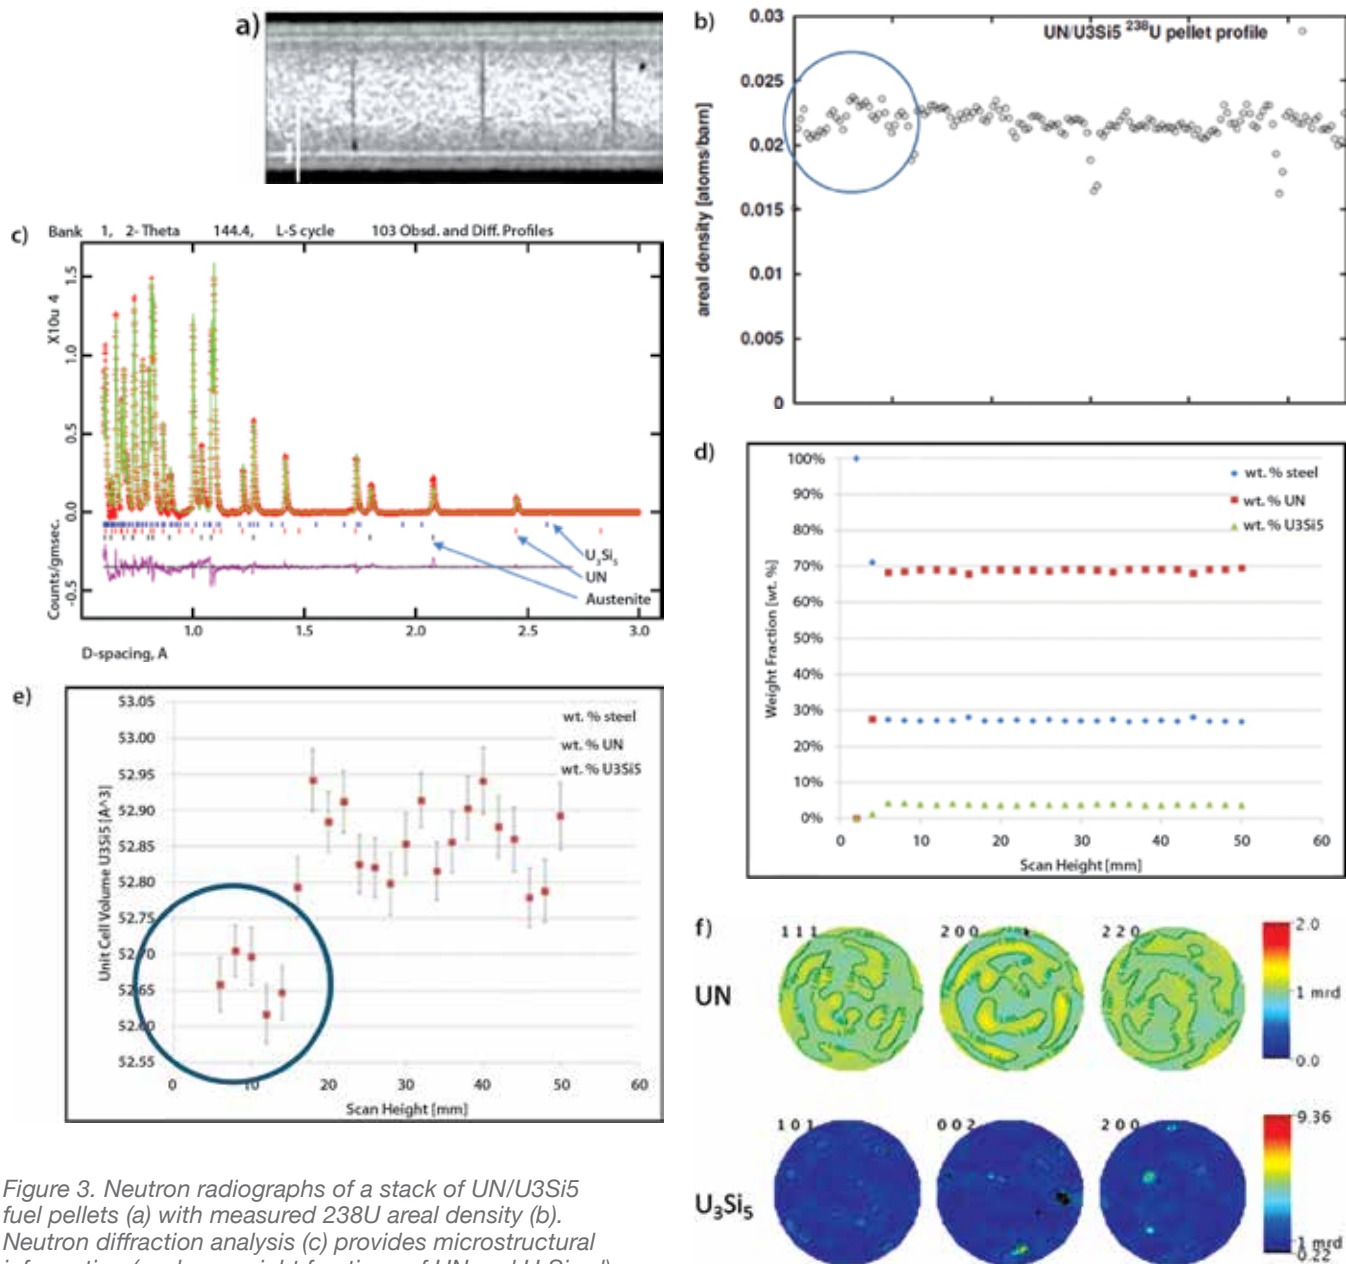 a)
b)
0.03
0.025
0.02
0.015
0.01
0.005
0
areal density [atoms/barn]
UN/U3Si5 ²³⁸U pellet profile
c)
Bank 1, 2-Theta 144.4, L-S cycle 103 Obsd. and Diff. Profiles
X10u 4
Counts/gmsec.
1.5
1.0
0.5
0.0
-0.5
U₃Si₅
UN
Austenite
1.0 1.5 2.0 2.5 3.0
D-spacing, A
d)
100%
90%
80%
70%
60%
50%
40%
30%
20%
10%
0%
Weight Fraction [wt. %]
wt. % steel
wt. % UN
wt. % U3Si5
0 10 20 30 40 50 60
Scan Height [mm]
e)
53.05
53.00
52.95
52.90
52.85
52.80
52.75
52.70
52.65
52.60
52.55
Unit Cell Volume U3Si5 [A^3]
wt. % steel
wt. % UN
wt. % U3Si5
0 10 20 30 40 50 60
Scan Height [mm]
f)
UN
1 1 1
2 0 0
2 2 0
2.0
1 mrd
0.0
U₃Si₅
1 0 1
0 0 2
2 0 0
9.36
1 mrd
0.22
Figure 3. Neutron radiographs of a stack of UN/U3Si5
fuel pellets (a) with measured 238U areal density (b).
Neutron diffraction analysis (c) provides microstructural